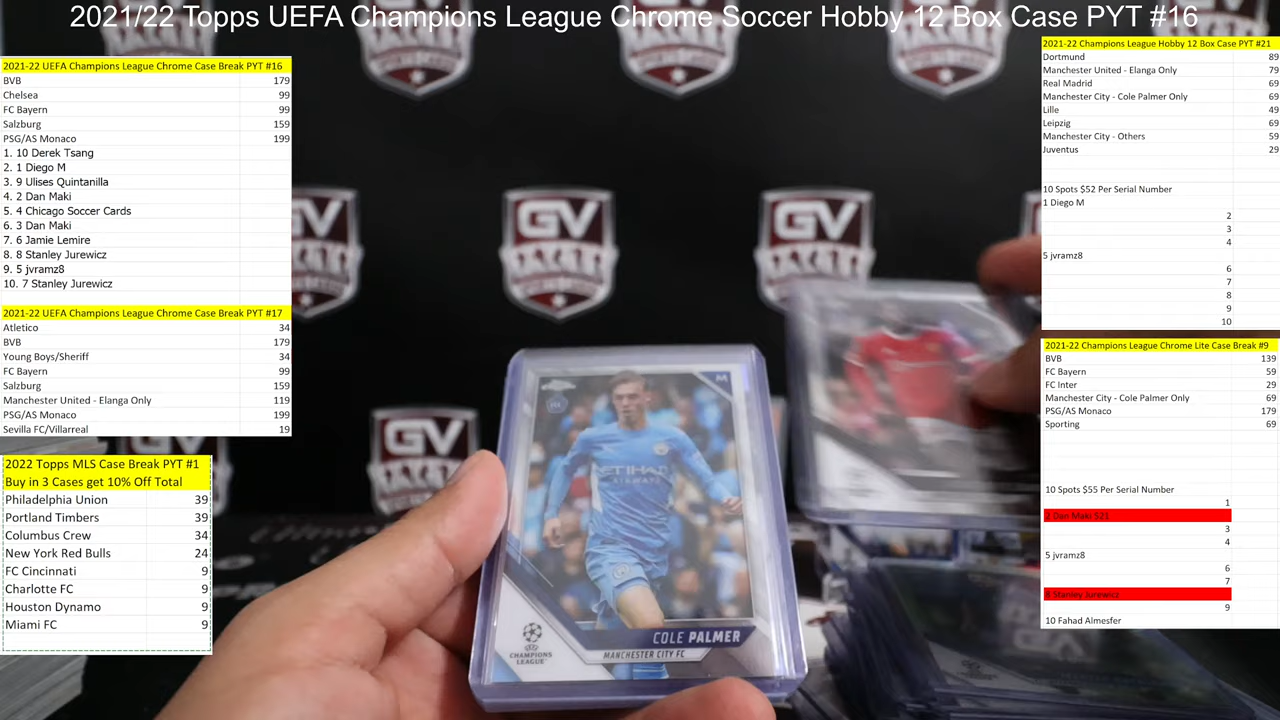 2021/22 Topps UEFA Champions League Chrome Soccer Hobby 12 Box Case PYT #16
2021-22 UEFA Champions League Chrome Case Break PYT #16
BVB 179
Chelsea 99
FC Bayern 99
Salzburg 159
PSG/AS Monaco 199
1. 10 Derek Tsang
2. 1 Diego M
3. 9 Ulises Quintanilla
4. 2 Dan Maki
5. 4 Chicago Soccer Cards
6. 3 Dan Maki
7. 6 Jamie Lemire
8. 8 Stanley Jurewicz
9. 5 jvramz8
10. 7 Stanley Jurewicz
2021-22 UEFA Champions League Chrome Case Break PYT #17
Atletico 34
BVB 179
Young Boys/Sheriff 34
FC Bayern 99
Salzburg 159
Manchester United - Elanga Only 119
PSG/AS Monaco 199
Sevilla FC/Villarreal 19
2022 Topps MLS Case Break PYT #1
Buy in 3 Cases get 10% Off Total
Philadelphia Union 39
Portland Timbers 39
Columbus Crew 34
New York Red Bulls 24
FC Cincinnati 9
Charlotte FC 9
Houston Dynamo 9
Miami FC 9
GV
GV
GV
GV
ETIHAD
AIRWAYS
COLE PALMER
MANCHESTER CITY FC
CHAMPIONS
LEAGUE
2021-22 Champions League Hobby 12 Box Case PYT #21
Dortmund 89
Manchester United - Elanga Only 79
Real Madrid 69
Manchester City - Cole Palmer Only 69
Lille 49
Leipzig 69
Manchester City - Others 59
Juventus 29
10 Spots $52 Per Serial Number
1 Diego M
2
3
4
5 jvramz8
6
7
8
9
10
2021-22 Champions League Chrome Lite Case Break #9
BVB 139
FC Bayern 59
FC Inter 29
Manchester City - Cole Palmer Only 69
PSG/AS Monaco 179
Sporting 69
10 Spots $55 Per Serial Number
1
2 Dan Maki 521
3
4
5 jvramz8
6
7
8 Stanley Jurewicz
9
10 Fahad Almesfer